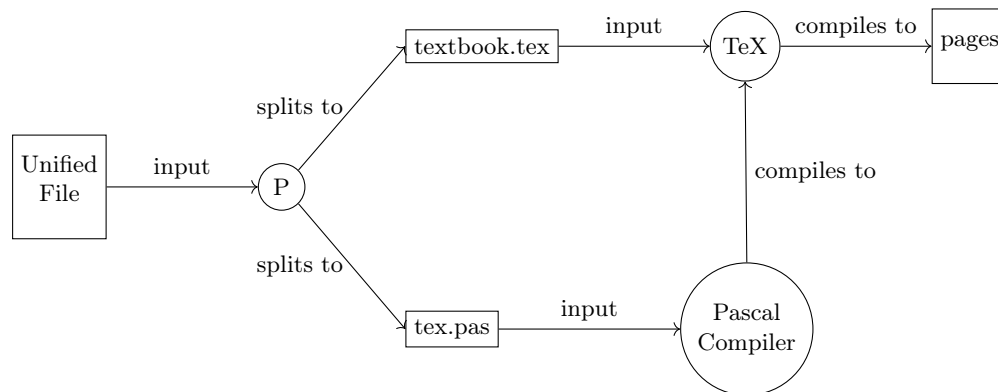 Unified
File
input
P
splits to
splits to
textbook.tex
input
TeX
compiles to
pages
compiles to
tex.pas
input
Pascal
Compiler